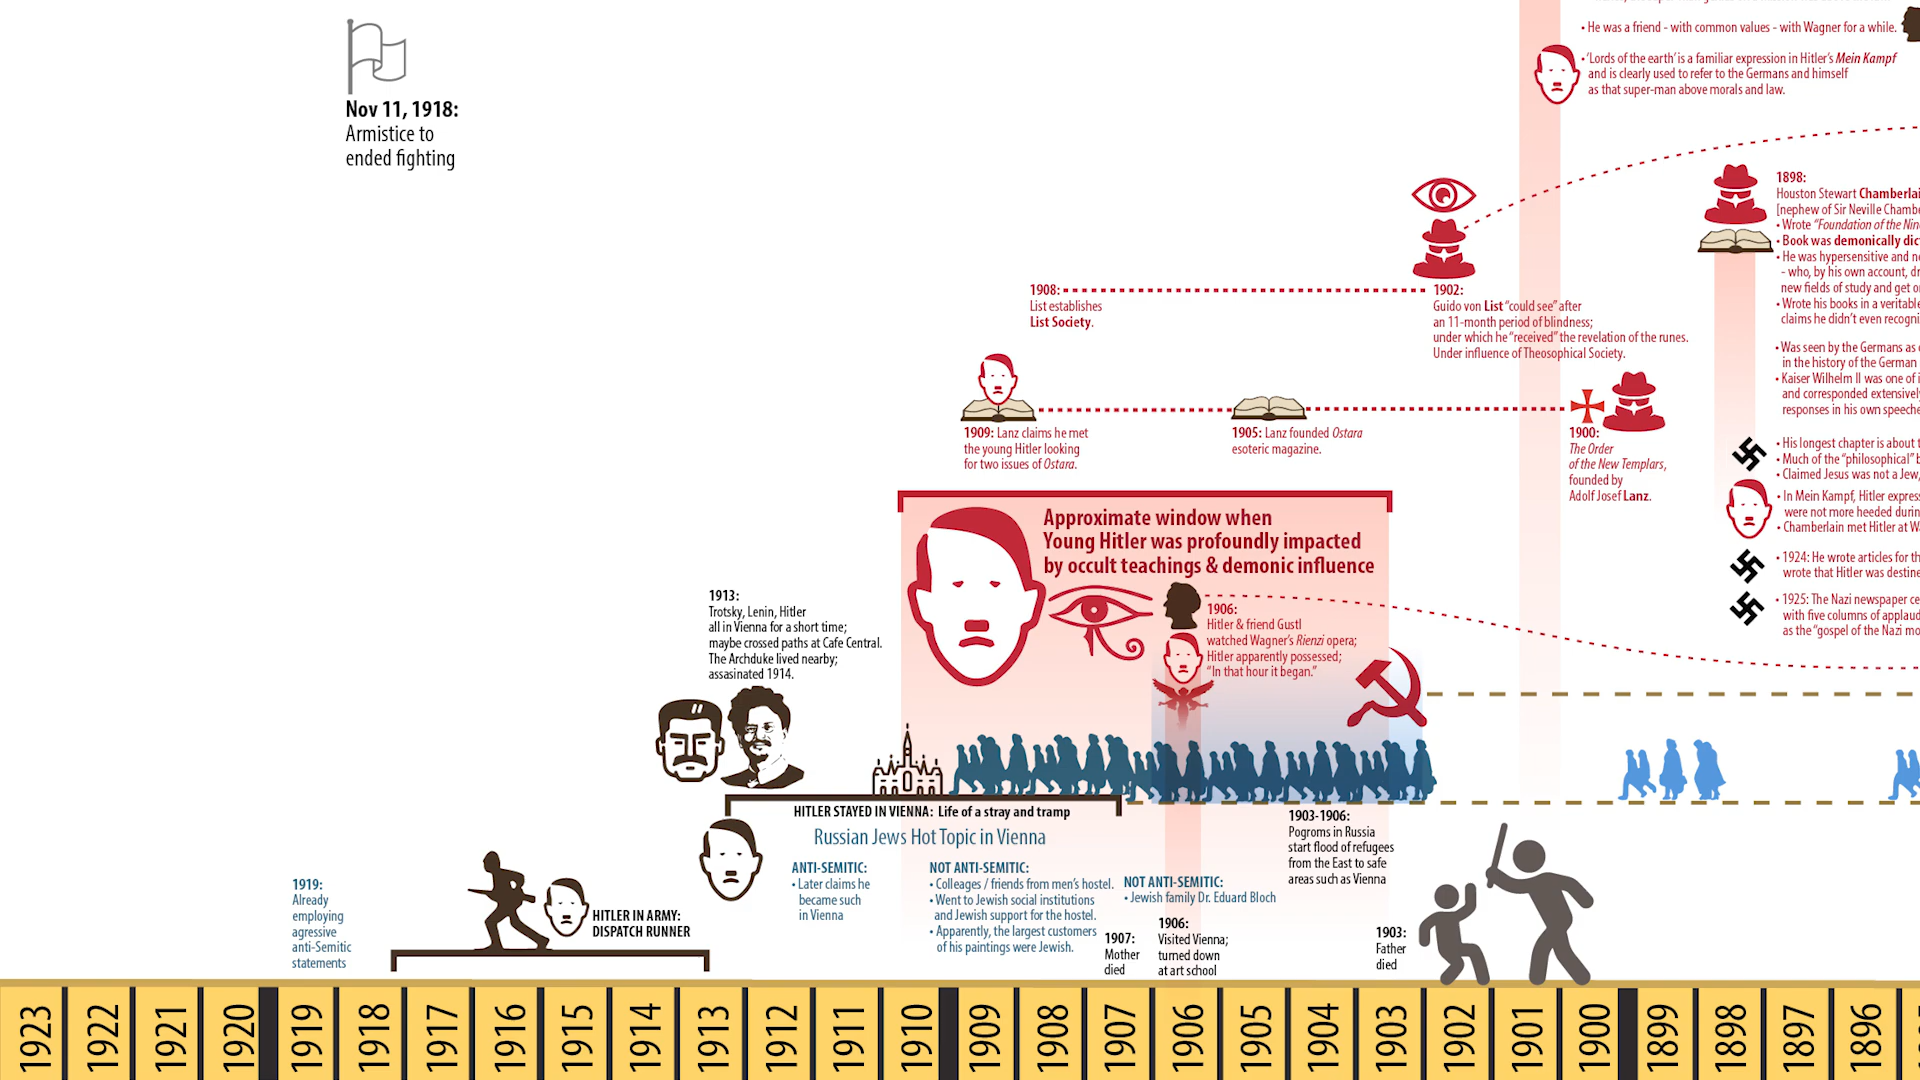 • He was a friend - with common values - with Wagner for a while.
• 'Lords of the earth' is a familiar expression in Hitler's Mein Kampf
and is clearly used to refer to the Germans and himself
as that super-man above morals and law.
Nov 11, 1918:
Armistice to
ended fighting
1898:
Houston Stewart
[nephew of Sir Neville
• Wrote "Foundation of the
• Book was demonically
• He was hypersensitive and
- who, by his own account,
new fields of study and get
• Wrote his books in a veritable
claims he didn't even
• Was seen by the Germans as
in the history of the German
• Kaiser Wilhelm II was one of
and corresponded extensively
responses in his own
• His longest chapter is about
• Much of the "philosophical"
• Claimed Jesus was not a Jew,
• In Mein Kampf, Hitler
were not more heeded
• Chamberlain met Hitler at
• 1924: He wrote articles for
wrote that Hitler was
• 1925: The Nazi newspaper
with five columns of
as the "gospel of the Nazi
1908:
List establishes
List Society.
1902:
Guido von List "could see" after
an 11-month period of blindness;
under which he "received" the revelation of the runes.
Under influence of Theosophical Society.
1909: Lanz claims he met
the young Hitler looking
for two issues of Ostara.
1905: Lanz founded Ostara
esoteric magazine.
1900:
The Order
of the New Templars,
founded by
Adolf Josef Lanz.
Approximate window when
Young Hitler was profoundly impacted
by occult teachings & demonic influence
1906:
Hitler & friend Gustl
watched Wagner's Rienzi opera;
Hitler apparently possessed;
"In that hour it began."
1913:
Trotsky, Lenin, Hitler
all in Vienna for a short time;
maybe crossed paths at Cafe Central.
The Archduke lived nearby;
assasinated 1914.
HITLER STAYED IN VIENNA: Life of a stray and tramp
Russian Jews Hot Topic in Vienna
ANTI-SEMITIC:
• Later claims he
became such
in Vienna
NOT ANTI-SEMITIC:
• Colleages / friends from men's hostel.
• Went to Jewish social institutions
and Jewish support for the hostel.
• Apparently, the largest customers
of his paintings were Jewish.
NOT ANTI-SEMITIC:
• Jewish family Dr. Eduard Bloch
1903-1906:
Pogroms in Russia
start flood of refugees
from the East to safe
areas such as Vienna
1919:
Already
employing
agressive
anti-Semitic
statements
HITLER IN ARMY:
DISPATCH RUNNER
1907:
Mother
died
1906:
Visited Vienna;
turned down
at art school
1903:
Father
died
1923
1922
1921
1920
1919
1918
1917
1916
1915
1914
1913
1912
1911
1910
1909
1908
1907
1906
1905
1904
1903
1902
1901
1900
1899
1898
1897
1896